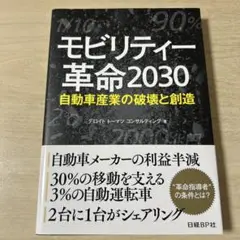 90%
モビリティー
革命2030
自動車産業の破壊と創造
デロイト トーマツ コンサルティング 著
自動車メーカーの利益半減
30%の移動を支える
3%の自動運転車
2台に1台がシェアリング
“革命指導者”
の条件とは?
日経BP社